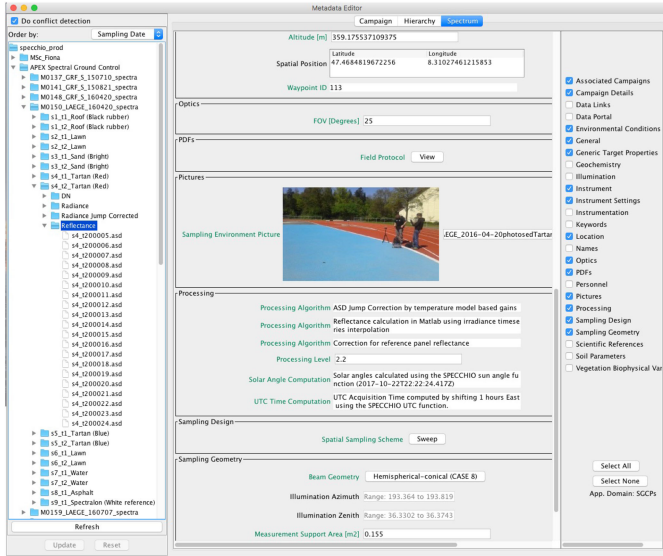 Metadata Editor
Do conflict detection
Campaign Hierarchy Spectrum
Order by: Sampling Date
specchio_prod
MSc_Fiona
APEX Spectral Ground Control
M0137_GRF_S_150710_spectra
M0141_GRF_S_150821_spectra
M0148_GRF_S_160420_spectra
M0150_LAEGE_160420_spectra
s1_t1_Roof (Black rubber)
s1_t2_Roof (Black rubber)
s2_t1_Lawn
s2_t2_Lawn
s3_t1_Sand (Bright)
s3_t2_Sand (Bright)
s4_t1_Tartan (Red)
s4_t2_Tartan (Red)
DN
Radiance
Radiance Jump Corrected
Reflectance
s4_t200005.asd
s4_t200006.asd
s4_t200007.asd
s4_t200008.asd
s4_t200009.asd
s4_t200010.asd
s4_t200011.asd
s4_t200012.asd
s4_t200013.asd
s4_t200014.asd
s4_t200015.asd
s4_t200016.asd
s4_t200017.asd
s4_t200018.asd
s4_t200019.asd
s4_t200020.asd
s4_t200021.asd
s4_t200022.asd
s4_t200023.asd
s4_t200024.asd
s5_t1_Tartan (Blue)
s5_t2_Tartan (Blue)
s6_t1_Lawn
s6_t2_Lawn
s7_t1_Water
s7_t2_Water
s8_t1_Asphalt
s9_t1_Spectralon (White reference)
M0159_LAEGE_160707_spectra
Refresh
Update Reset
Altitude [m] 359.175537109375
Latitude Longitude
Spatial Position 47.4684819672256 8.31027461215853
Waypoint ID 113
Optics
FOV [Degrees] 25
PDFs
Field Protocol View
Pictures
Sampling Environment Picture .EGE_2016-04-20photosedTartar
Processing
Processing Algorithm ASD Jump Correction by temperature model based gains
Processing Algorithm Reflectance calculation in Matlab using irradiance timese
ries interpolation
Processing Algorithm Correction for reference panel reflectance
Processing Level 2.2
Solar Angle Computation Solar angles calculated using the SPECCHIO sun angle fu
nction (2017-10-22T22:22:24.417Z)
UTC Time Computation UTC Acquisition Time computed by shifting 1 hours East
using the SPECCHIO UTC function.
Sampling Design
Spatial Sampling Scheme Sweep
Sampling Geometry
Beam Geometry Hemispherical-conical (CASE 8)
Illumination Azimuth Range: 193.364 to 193.819
Illumination Zenith Range: 36.3302 to 36.3743
Measurement Support Area [m2] 0.155
Associated Campaigns
Campaign Details
Data Links
Data Portal
Environmental Conditions
General
Generic Target Properties
Geochemistry
Illumination
Instrument
Instrument Settings
Instrumentation
Keywords
Location
Names
Optics
PDFs
Personnel
Pictures
Processing
Sampling Design
Sampling Geometry
Scientific References
Soil Parameters
Vegetation Biophysical Var
Select All
Select None
App. Domain: SGCPs